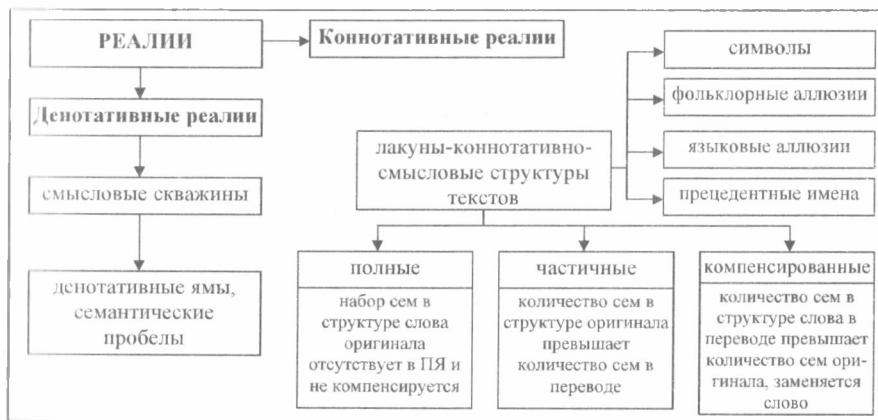 РЕАЛИИ
Коннотативные реалии
Денотативные реалии
смысловые скважины
денотативные ямы,
семантические
пробелы
лакуны-коннотативно-
смысловые структуры
текстов
символы
фольклорные аллюзии
языковые аллюзии
прецедентные имена
полные
набор сем в
структуре слова
оригинала
отсутствует в ПЯ и
не компенсируется
частичные
количество сем в
структуре оригинала
превышает
количество сем в
переводе
компенсированные
количество сем в
структуре слова в
переводе превышает
количество сем ори-
гинала, заменяется
слово